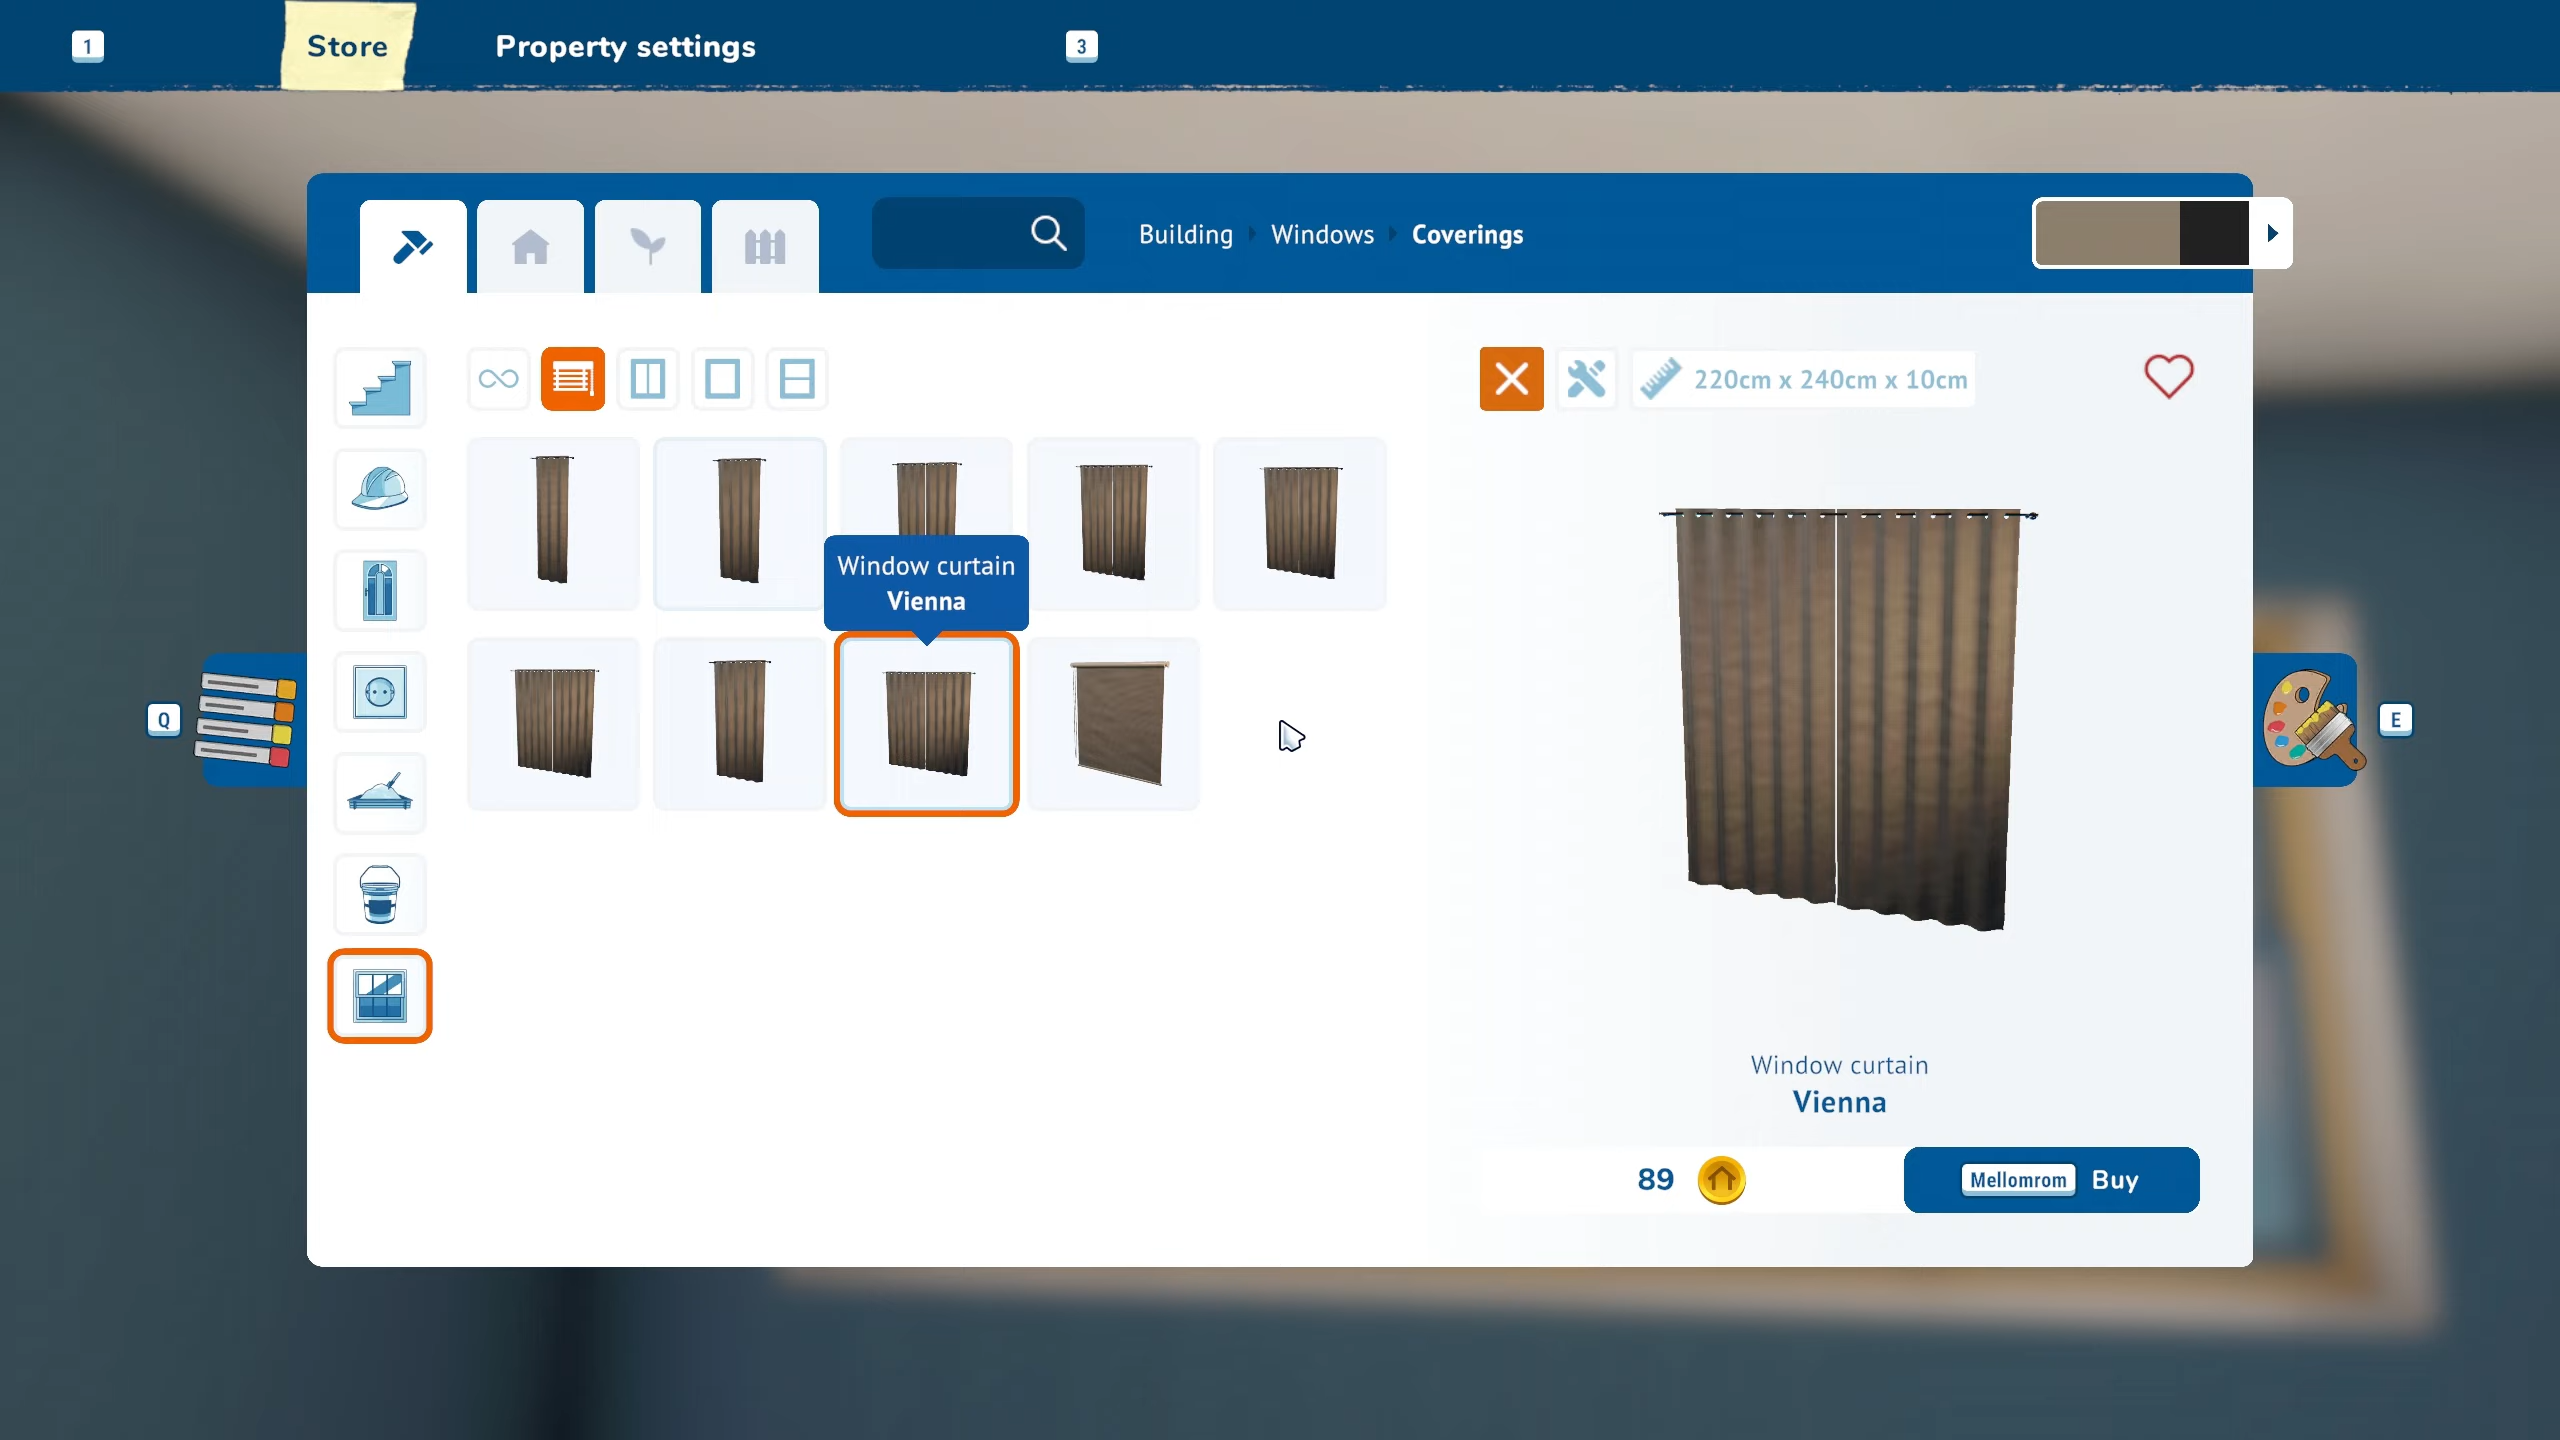 1
Store
Property settings
3
Building
Windows
Coverings
220cm x 240cm x 10cm
Window curtain
Vienna
Q
E
Window curtain
Vienna
89
Mellomrom
Buy